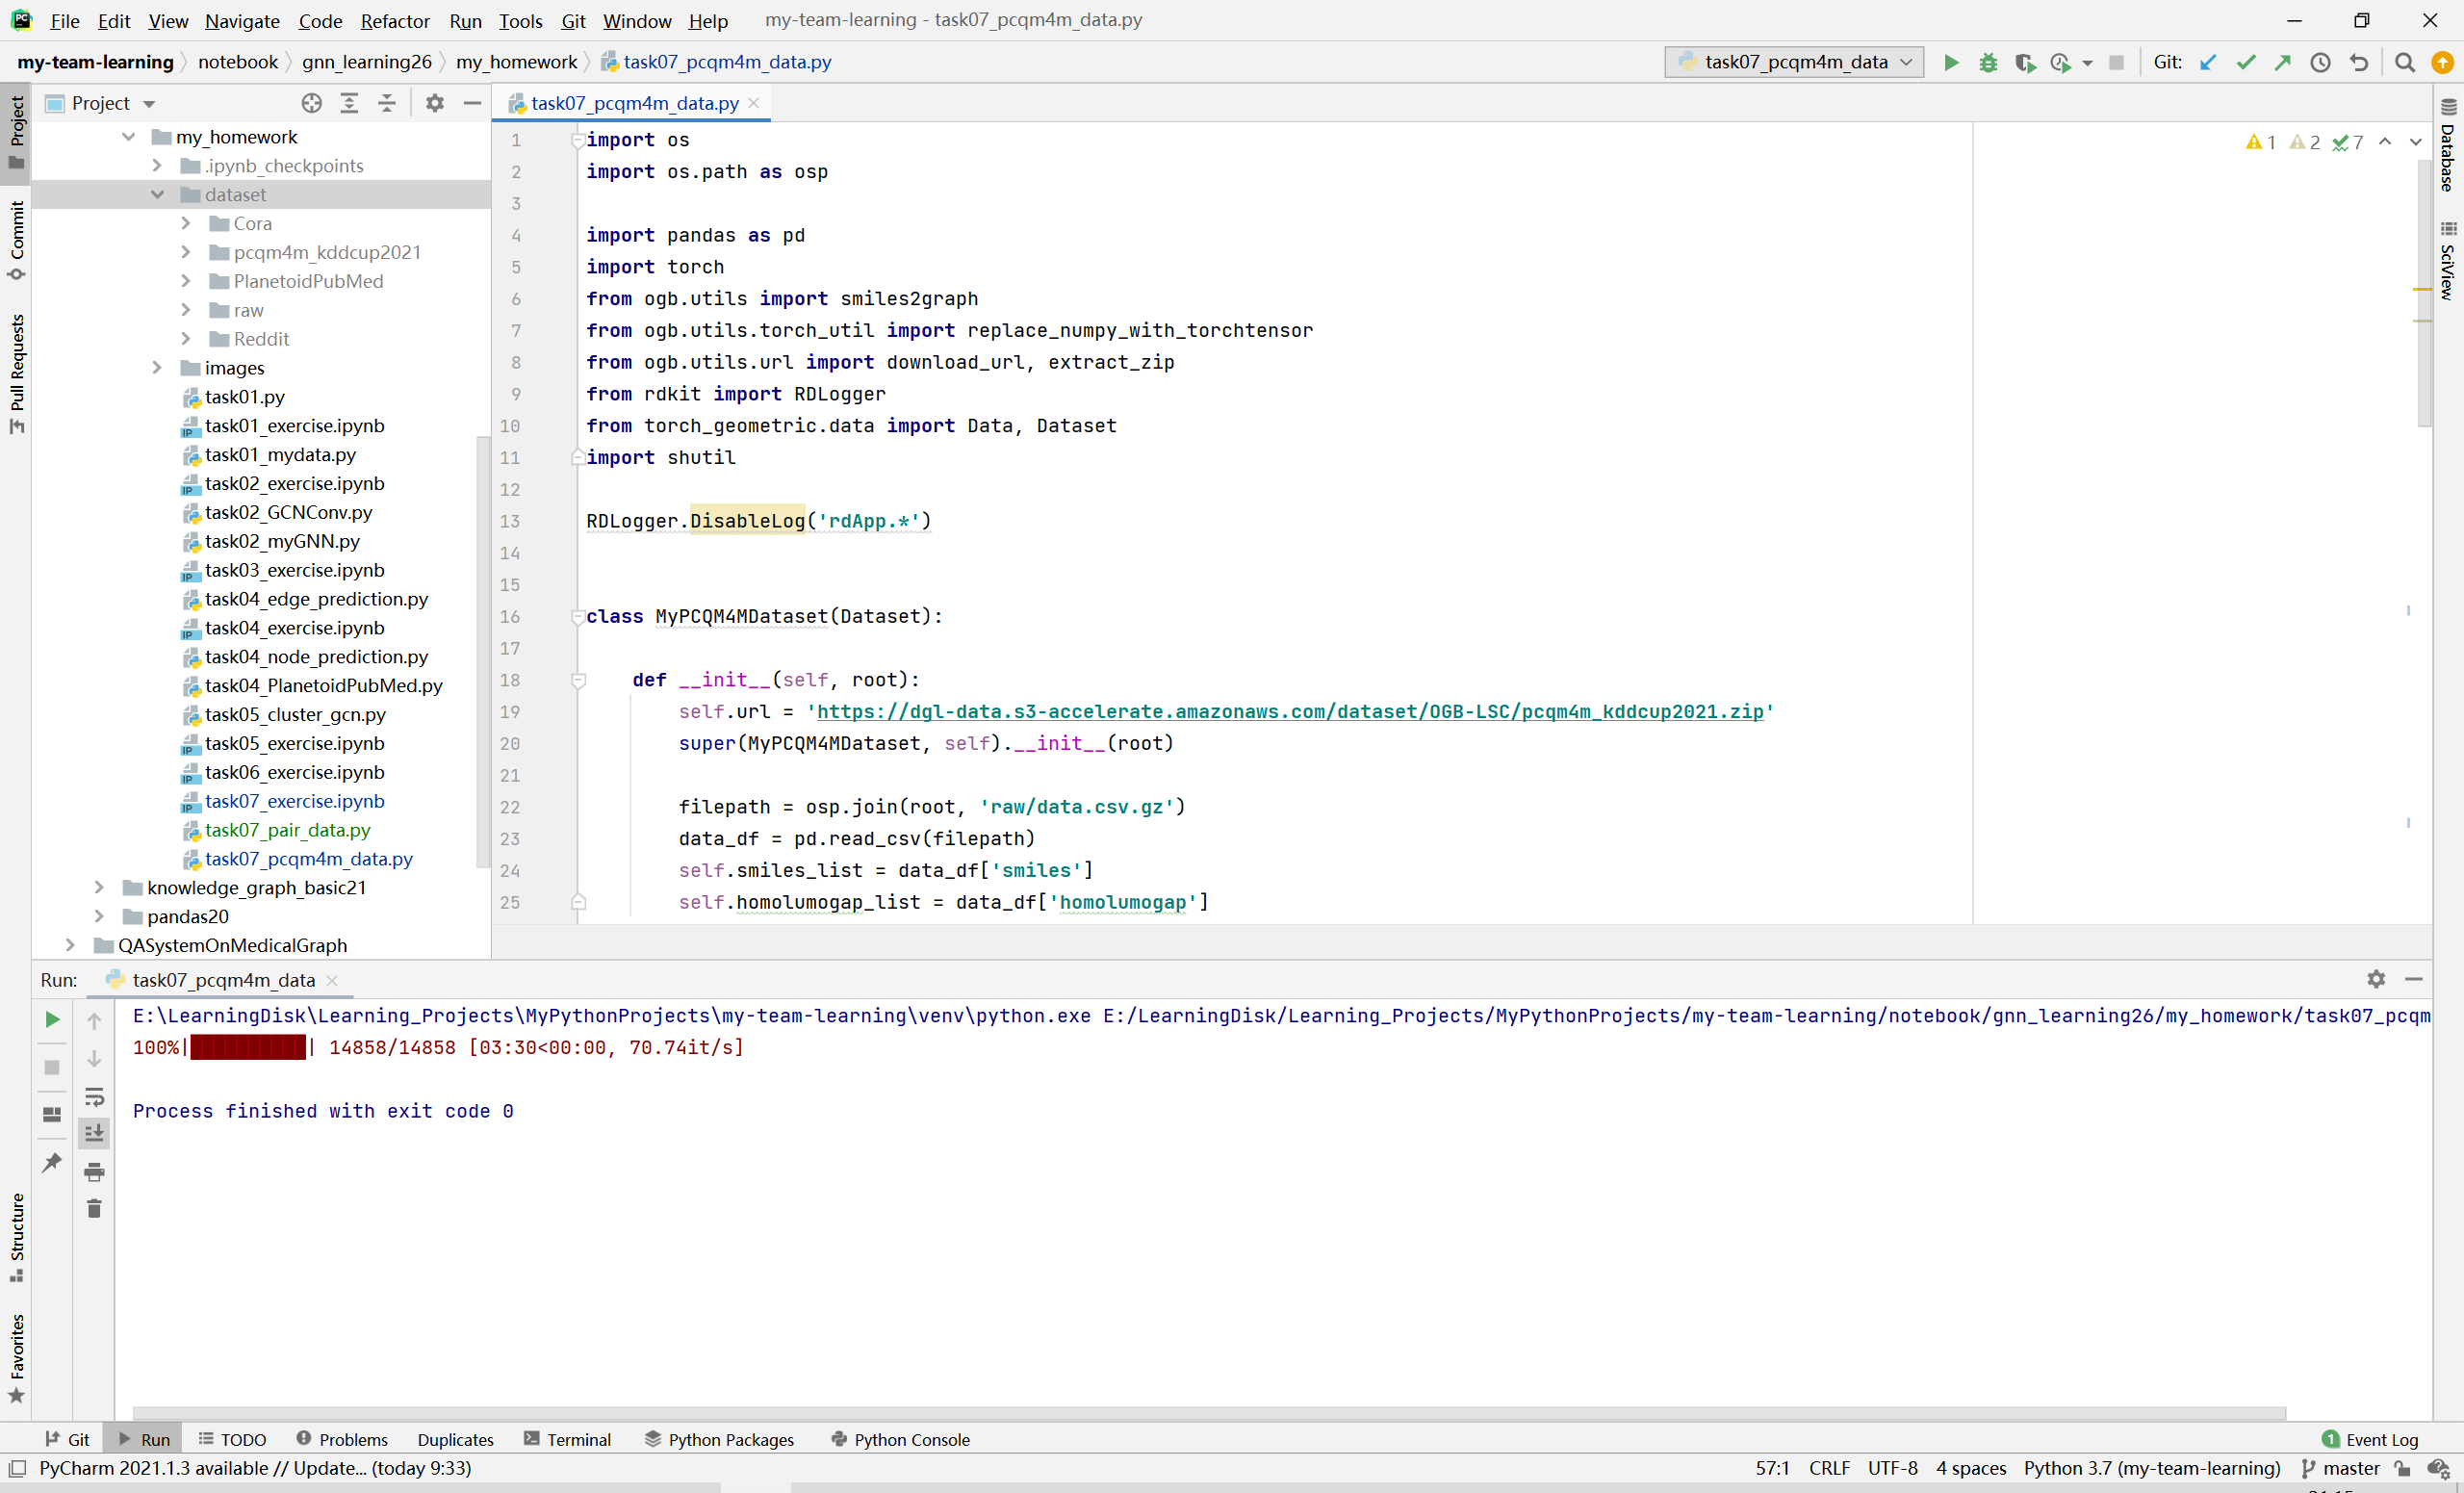 File Edit View Navigate Code Refactor Run Tools Git Window Help my-team-learning - task07_pcqm4m_data.py
my-team-learning notebook gnn_learning26 my_homework task07_pcqm4m_data.py task07_pcqm4m_data Git:
Project
task07_pcqm4m_data.py
Project
Commit
Pull Requests
Structure
Favorites
Database
SciView
my_homework
.ipynb_checkpoints
dataset
Cora
pcqm4m_kddcup2021
PlanetoidPubMed
raw
Reddit
images
task01.py
task01_exercise.ipynb
task01_mydata.py
task02_exercise.ipynb
task02_GCNConv.py
task02_myGNN.py
task03_exercise.ipynb
task04_edge_prediction.py
task04_exercise.ipynb
task04_node_prediction.py
task04_PlanetoidPubMed.py
task05_cluster_gcn.py
task05_exercise.ipynb
task06_exercise.ipynb
task07_exercise.ipynb
task07_pair_data.py
task07_pcqm4m_data.py
knowledge_graph_basic21
pandas20
QASystemOnMedicalGraph
1 2 7
1 import os
2 import os.path as osp
3
4 import pandas as pd
5 import torch
6 from ogb.utils import smiles2graph
7 from ogb.utils.torch_util import replace_numpy_with_torchtensor
8 from ogb.utils.url import download_url, extract_zip
9 from rdkit import RDLogger
10 from torch_geometric.data import Data, Dataset
11 import shutil
12
13 RDLogger.DisableLog('rdApp.*')
14
15
16 class MyPCQM4MDataset(Dataset):
17
18 def __init__(self, root):
19 self.url = 'https://dgl-data.s3-accelerate.amazonaws.com/dataset/OGB-LSC/pcqm4m_kddcup2021.zip'
20 super(MyPCQM4MDataset, self).__init__(root)
21
22 filepath = osp.join(root, 'raw/data.csv.gz')
23 data_df = pd.read_csv(filepath)
24 self.smiles_list = data_df['smiles']
25 self.homolumogap_list = data_df['homolumogap']
Run: task07_pcqm4m_data
E:\LearningDisk\Learning_Projects\MyPythonProjects\my-team-learning\venv\python.exe E:/LearningDisk/Learning_Projects/MyPythonProjects/my-team-learning/notebook/gnn_learning26/my_homework/task07_pcqm
100%|██████████| 14858/14858 [03:30<00:00, 70.74it/s]
Process finished with exit code 0
Git Run TODO Problems Duplicates Terminal Python Packages Python Console 1 Event Log
PyCharm 2021.1.3 available // Update... (today 9:33) 57:1 CRLF UTF-8 4 spaces Python 3.7 (my-team-learning) master